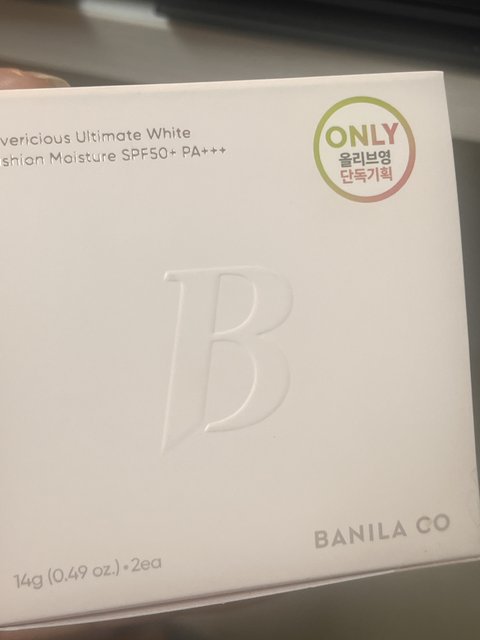 vericious Ultimate White
shion Moisture SPF50+ PA+++
ONLY
올리브영
단독기획
B
BANILA CO
14g (0.49 oz.) • 2ea